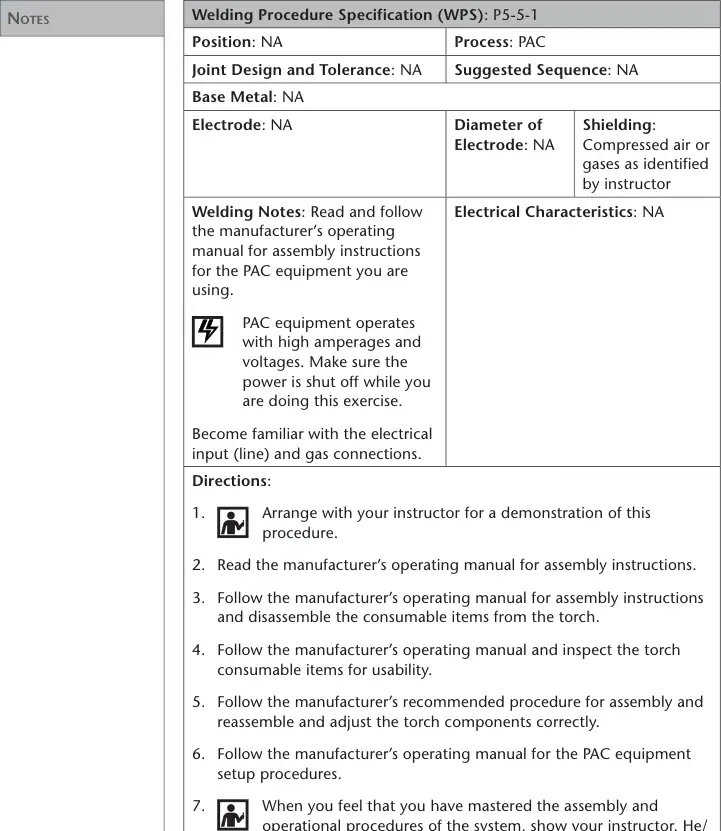 NOTES
Welding Procedure Specification (WPS): P5-5-1
Position: NA
Process: PAC
Joint Design and Tolerance: NA
Suggested Sequence: NA
Base Metal: NA
Electrode: NA
Diameter of
Electrode: NA
Shielding:
Compressed air or
gases as identified
by instructor
Welding Notes: Read and follow
the manufacturer’s operating
manual for assembly instructions
for the PAC equipment you are
using.
PAC equipment operates
with high amperages and
voltages. Make sure the
power is shut off while you
are doing this exercise.
Become familiar with the electrical
input (line) and gas connections.
Electrical Characteristics: NA
Directions:
1. Arrange with your instructor for a demonstration of this
procedure.
2. Read the manufacturer’s operating manual for assembly instructions.
3. Follow the manufacturer’s operating manual for assembly instructions
and disassemble the consumable items from the torch.
4. Follow the manufacturer’s operating manual and inspect the torch
consumable items for usability.
5. Follow the manufacturer’s recommended procedure for assembly and
reassemble and adjust the torch components correctly.
6. Follow the manufacturer’s operating manual for the PAC equipment
setup procedures.
7. When you feel that you have mastered the assembly and
operational procedures of the system, show your instructor. He/